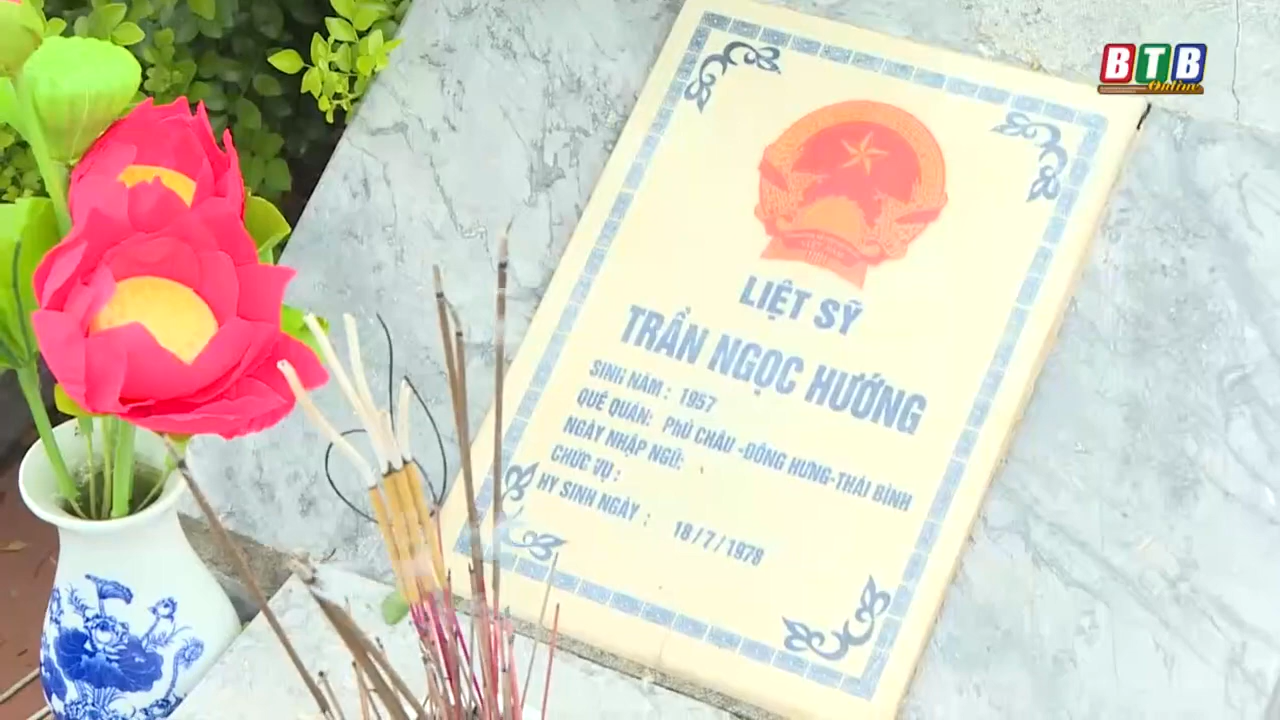 BTB
Online
LIỆT SỸ
TRẦN NGỌC HƯỚNG
SINH NĂM : 1957
QUÊ QUÁN: PHÚ CHÂU -ĐÔNG HƯNG-THÁI BÌNH
NGÀY NHẬP NGŨ:
CHỨC VỤ :
HY SINH NGÀY : 18/7/1978